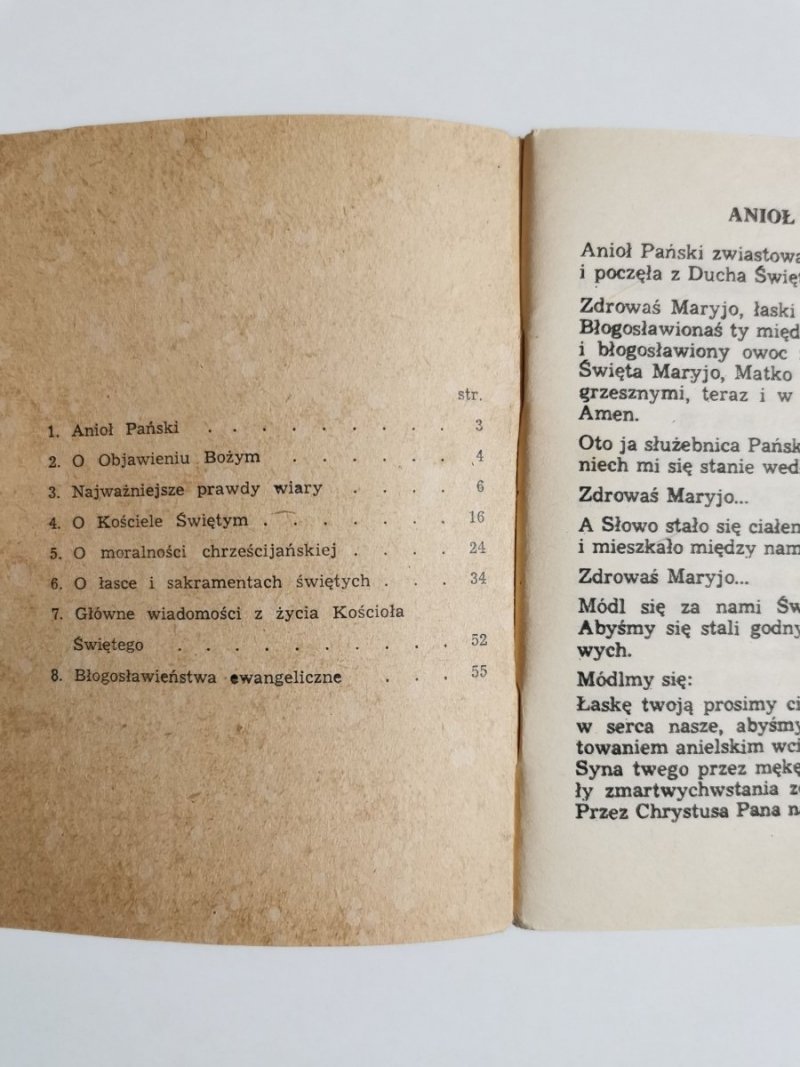 str.
1. Anioł Pański . . . . . . . . . 3
2. O Objawieniu Bożym . . . . . . 4
3. Najważniejsze prawdy wiary . . . . 6
4. O Kościele Świętym . . . . . . . 16
5. O moralności chrześcijańskiej . . . . 24
6. O łasce i sakramentach świętych . . . 34
7. Główne wiadomości z życia Kościoła
Świętego . . . . . . . . . . 52
8. Błogosławieństwa ewangeliczne . . . 55
ANIOŁ
Anioł Pański zwiastowa
i poczęła z Ducha Święt
Zdrowaś Maryjo, łaski
Błogosławionaś ty międ
i błogosławiony owoc
Święta Maryjo, Matko
grzesznymi, teraz i w
Amen.
Oto ja służebnica Pańsk
niech mi się stanie wed
Zdrowaś Maryjo...
A Słowo stało się ciałem
i mieszkało między nam
Zdrowaś Maryjo...
Módl się za nami Św
Abyśmy się stali godny
wych.
Módlmy się:
Łaskę twoją prosimy ci
w serca nasze, abyśmy
towaniem anielskim wci
Syna twego przez mękę
ły zmartwychwstania z
Przez Chrystusa Pana n